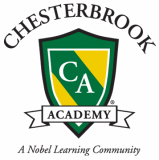 CHESTERBROOK
CA
ACADEMY®
A Nobel Learning Community